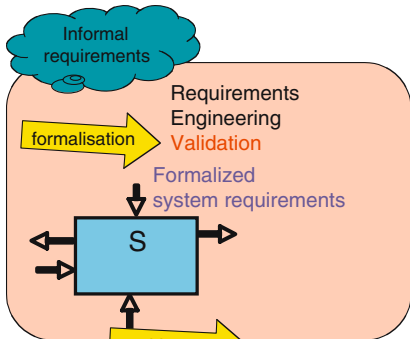 Informal
requirements
Requirements
Engineering
formalisation
Validation
Formalized
system requirements
S